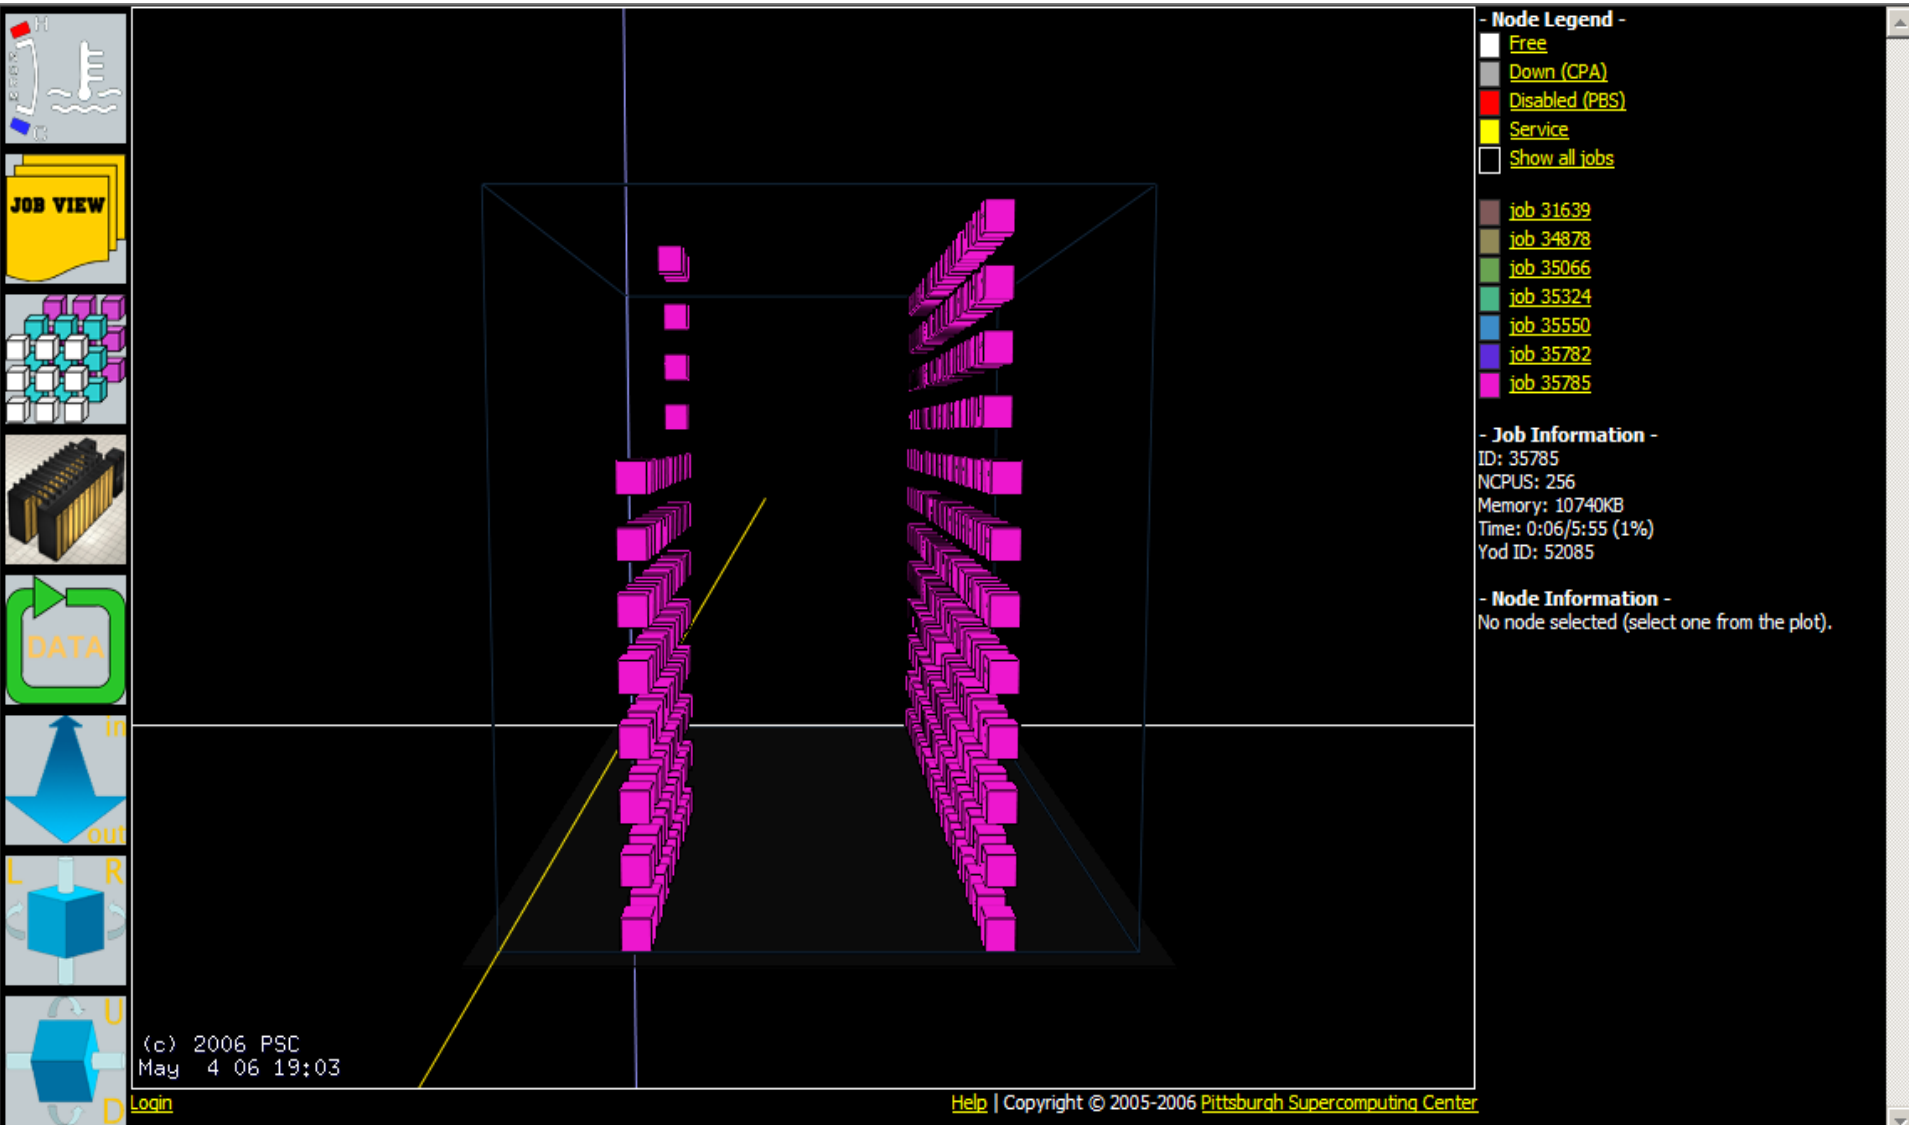 H
C
JOB VIEW
DATA
in
out
L R
U
D
(c) 2006 PSC
May 4 06 19:03
Login
Help | Copyright © 2005-2006 Pittsburgh Supercomputing Center
- Node Legend -
Free
Down (CPA)
Disabled (PBS)
Service
Show all jobs
job 31639
job 34878
job 35066
job 35324
job 35550
job 35782
job 35785
- Job Information -
ID: 35785
NCPUS: 256
Memory: 10740KB
Time: 0:06/5:55 (1%)
Yod ID: 52085
- Node Information -
No node selected (select one from the plot).